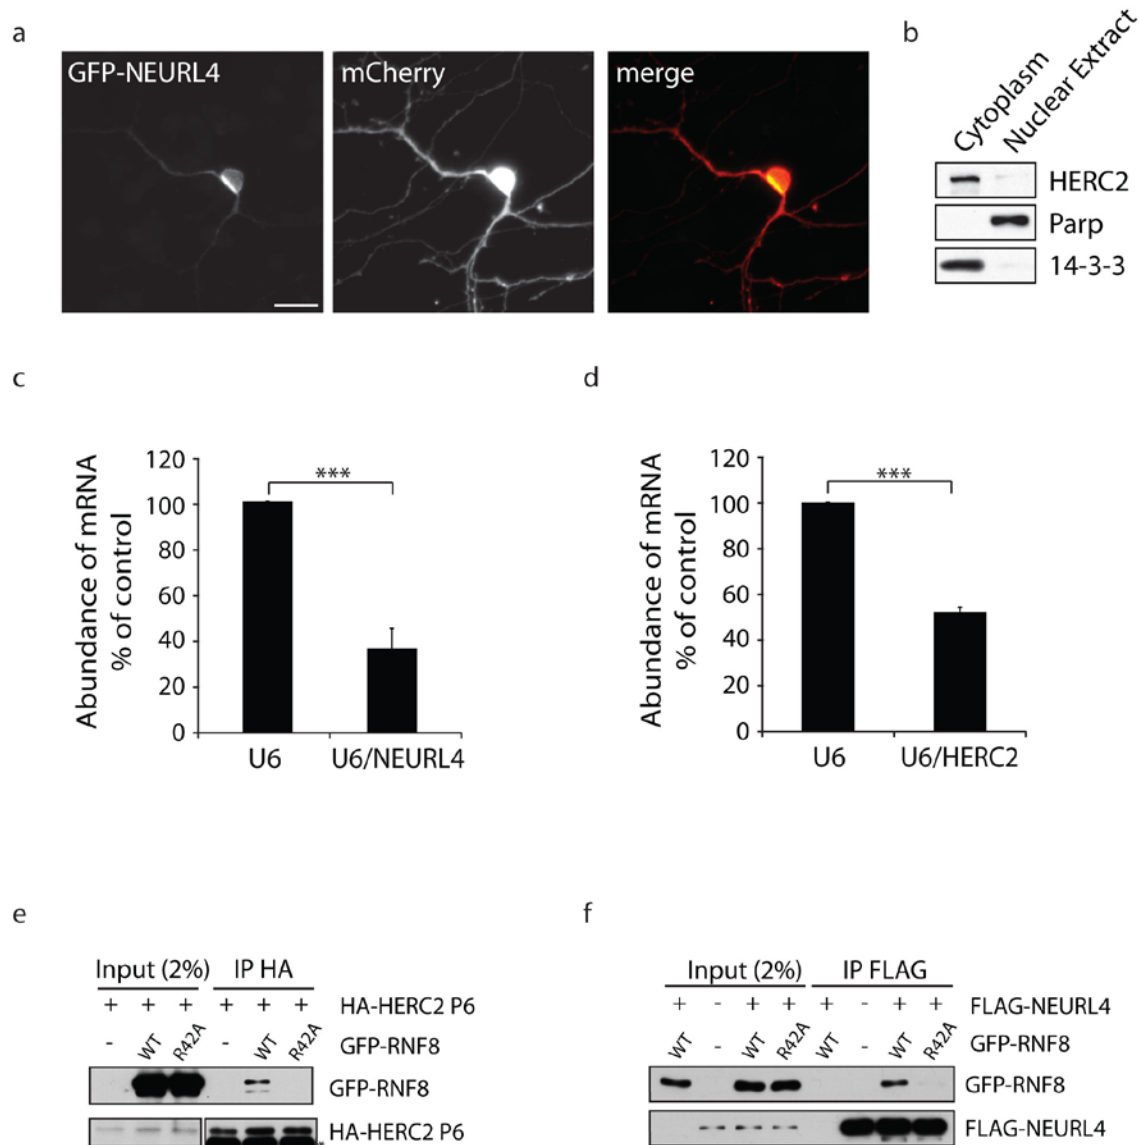 a
GFP-NEURL4
mCherry
merge
b
Cytoplasm
Nuclear Extract
HERC2
Parp
14-3-3
c
Abundance of mRNA
% of control
120
100
80
60
40
20
0
***
U6
U6/NEURL4
d
Abundance of mRNA
% of control
120
100
80
60
40
20
0
***
U6
U6/HERC2
e
Input (2%) IP HA
+ + + + + + HA-HERC2 P6
- WT R42A - WT R42A GFP-RNF8
GFP-RNF8
HA-HERC2 P6
*
f
Input (2%) IP FLAG
+ - + + + - + + FLAG-NEURL4
WT - WT R42A WT - WT R42A GFP-RNF8
GFP-RNF8
FLAG-NEURL4